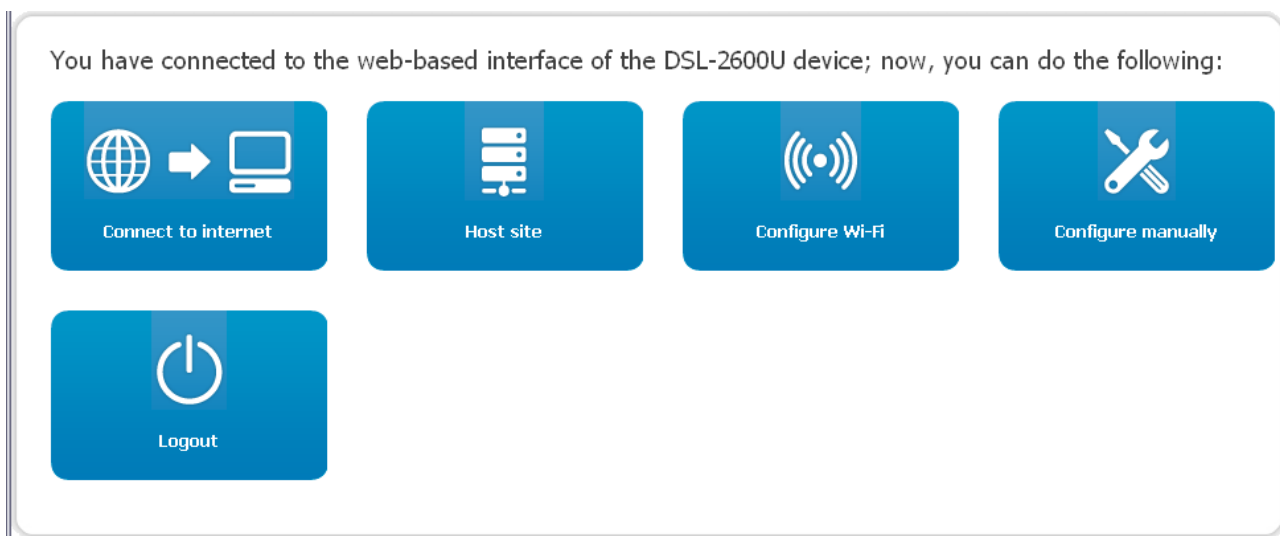 You have connected to the web-based interface of the DSL-2600U device; now, you can do the following:
Connect to internet
Host site
Configure Wi-Fi
Configure manually
Logout